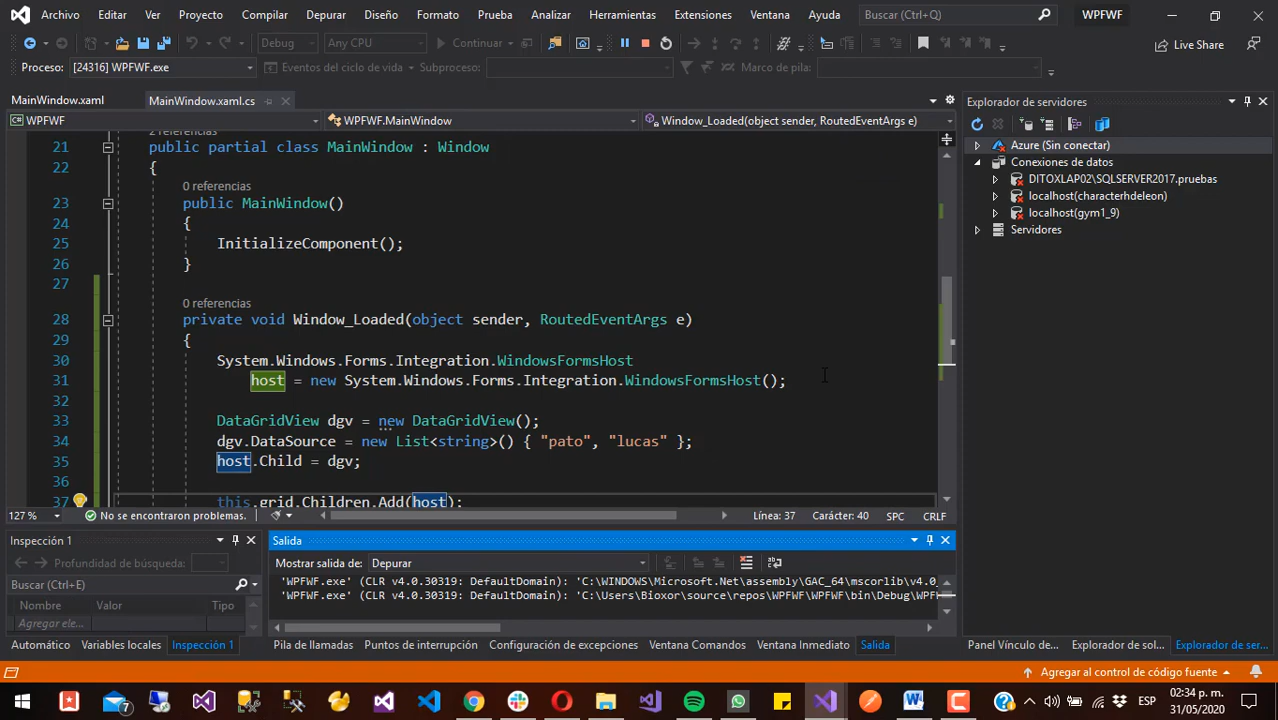 Archivo Editar Ver Proyecto Compilar Depurar Diseño Formato Prueba Analizar Herramientas Extensiones Ventana Ayuda Buscar (Ctrl+Q) WPFWF
Debug Any CPU Continuar Live Share
Proceso: [24316] WPFWF.exe Eventos del ciclo de vida Subproceso: Marco de pila:
MainWindow.xaml MainWindow.xaml.cs Explorador de servidores
WPFWF WPFWF.MainWindow Window_Loaded(object sender, RoutedEventArgs e)
2 referencias
21 public partial class MainWindow : Window
22 {
0 referencias
23 public MainWindow()
24 {
25 InitializeComponent();
26 }
27
0 referencias
28 private void Window_Loaded(object sender, RoutedEventArgs e)
29 {
30 System.Windows.Forms.Integration.WindowsFormsHost
31 host = new System.Windows.Forms.Integration.WindowsFormsHost();
32
33 DataGridView dgv = new DataGridView();
34 dgv.DataSource = new List<string>() { "pato", "lucas" };
35 host.Child = dgv;
36
37 this.grid.Children.Add(host);
Azure (Sin conectar)
Conexiones de datos
DITOXLAP02\SQLSERVER2017.pruebas
localhost(characterhdeleon)
localhost(gym1_9)
Servidores
127 % No se encontraron problemas. Línea: 37 Carácter: 40 SPC CRLF
Inspección 1
Buscar (Ctrl+E) Profundidad de búsqueda:
Nombre Valor
Agregar ele...
Salida
Mostrar salida de: Depurar
'WPFWF.exe' (CLR v4.0.30319: DefaultDomain): 'C:\WINDOWS\Microsoft.Net\assembly\GAC_64\mscorlib\v4.0_
'WPFWF.exe' (CLR v4.0.30319: DefaultDomain): 'C:\Users\Bioxor\source\repos\WPFWF\WPFWF\bin\Debug\WPF
Automático Variables locales Inspección 1 Pila de llamadas Puntos de interrupción Configuración de excepciones Ventana Comandos Ventana Inmediato Salida Panel Vínculo de... Explorador de sol... Explorador de ser...
Agregar al control de código fuente
7 ESP 02:34 p. m.
31/05/2020